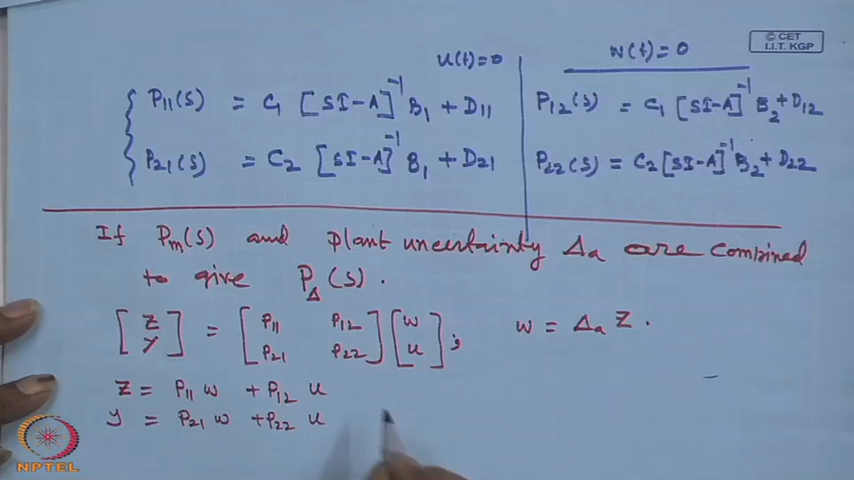 © CET
I.I.T. KGP
u(t)=0
w(t)=0
P11(s) = C1 [SI-A]^-1 B1 + D11
P12(s) = C1 [SI-A]^-1 B2 + D12
P21(s) = C2 [SI-A]^-1 B1 + D21
P22(s) = C2 [SI-A]^-1 B2 + D22
If Pm(s) and plant uncertainty Δa are combined
to give PΔ(s).
[Z Y] = [P11 P12 P21 P22] [w u] ; w = Δa Z.
Z = P11 w + P12 u
y = P21 w + P22 u
NPTEL